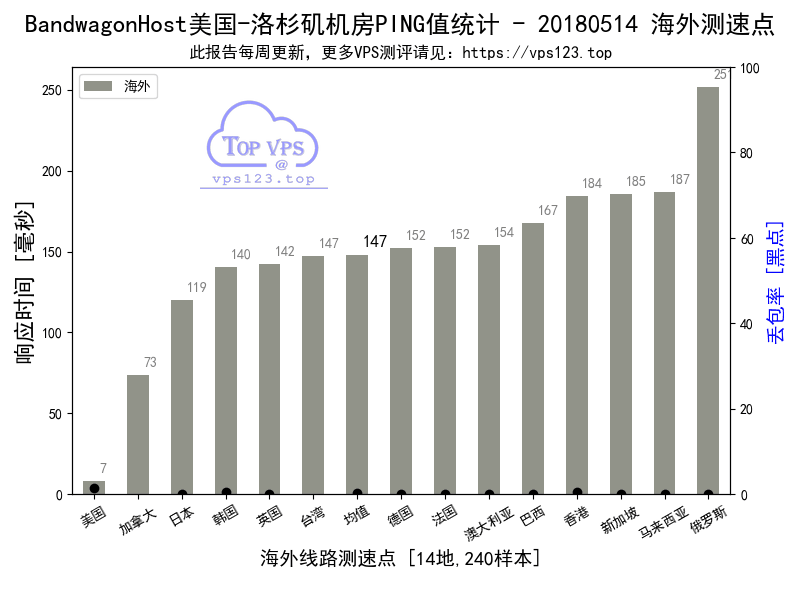 BandwagonHost美国-洛杉矶机房PING值统计 - 20180514 海外测速点
此报告每周更新，更多VPS测评请见：https://vps123.top
海外
TOP VPS
@
vps123.top
响应时间 [毫秒]
250
200
150
100
50
0
7
73
119
140
142
147
147
152
152
154
167
184
185
187
251
100
80
60
40
20
0
丢包率 [黑点]
美国
加拿大
日本
韩国
英国
台湾
均值
德国
法国
澳大利亚
巴西
香港
新加坡
马来西亚
俄罗斯
海外线路测速点 [14地,240样本]